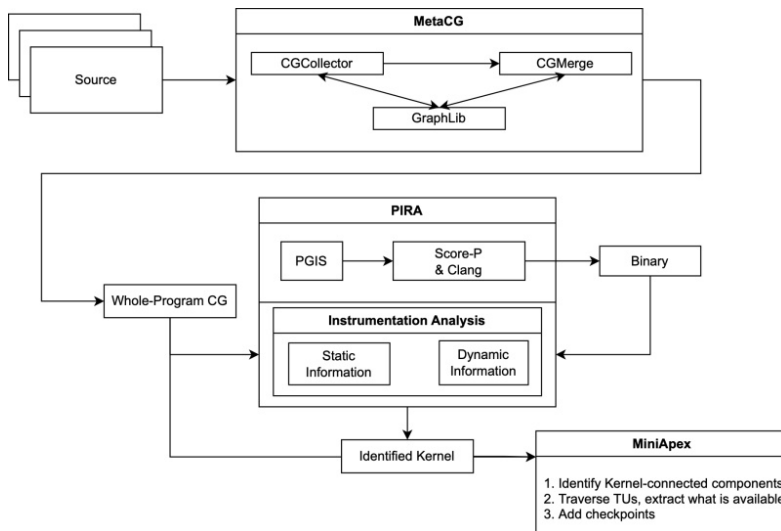 MetaCG
Source
CGCollector
CGMerge
GraphLib
PIRA
PGIS
Score-P
& Clang
Binary
Whole-Program CG
Instrumentation Analysis
Static
Information
Dynamic
Information
Identified Kernel
MiniApex
1. Identify Kernel-connected components
2. Traverse TUs, extract what is available
3. Add checkpoints